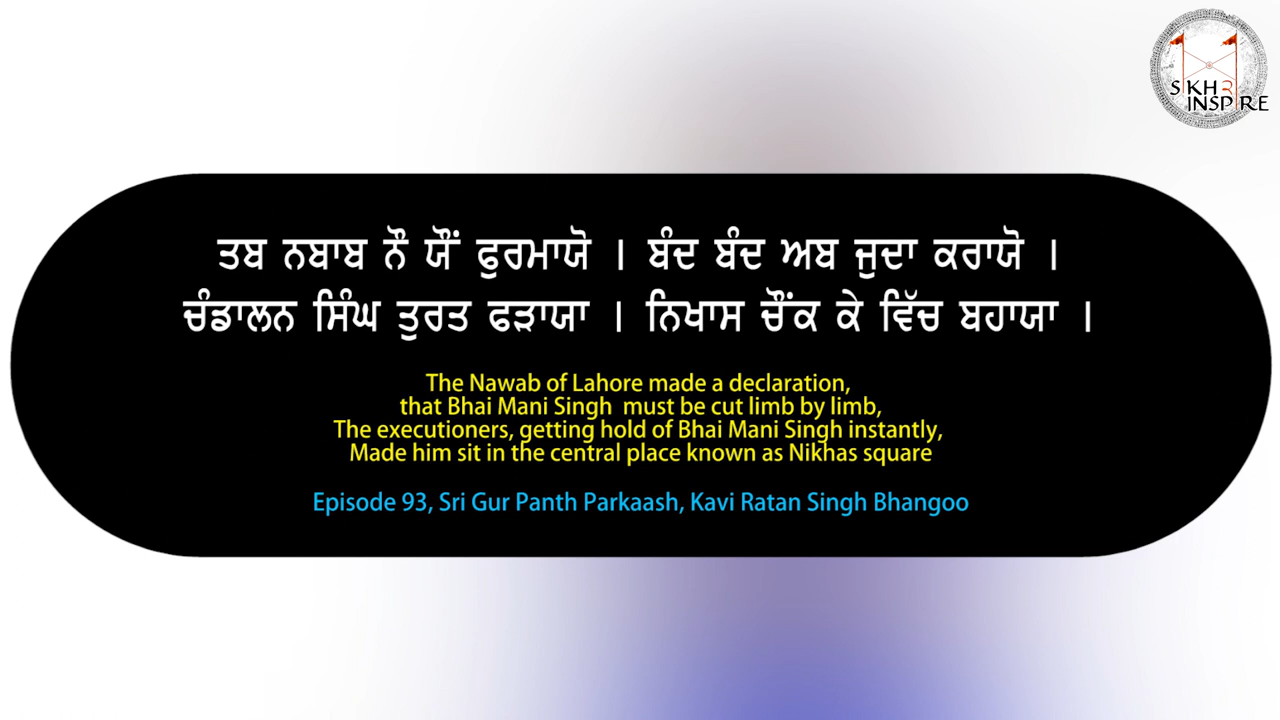 SIKHR
INSPIRE
ਤਬ ਨਬਾਬ ਨੌ ਯੌਂ ਫੁਰਮਾਯੋ । ਬੰਦ ਬੰਦ ਅਬ ਜੁਦਾ ਕਰਾਯੋ ।
ਚੰਡਾਲਨ ਸਿੰਘ ਤੁਰਤ ਫੜਾਯਾ । ਨਿਖਾਸ ਚੌਂਕ ਕੇ ਵਿੱਚ ਬਹਾਯਾ ।
The Nawab of Lahore made a declaration,
that Bhai Mani Singh must be cut limb by limb,
The executioners, getting hold of Bhai Mani Singh instantly,
Made him sit in the central place known as Nikhas square
Episode 93, Sri Gur Panth Parkaash, Kavi Ratan Singh Bhangoo